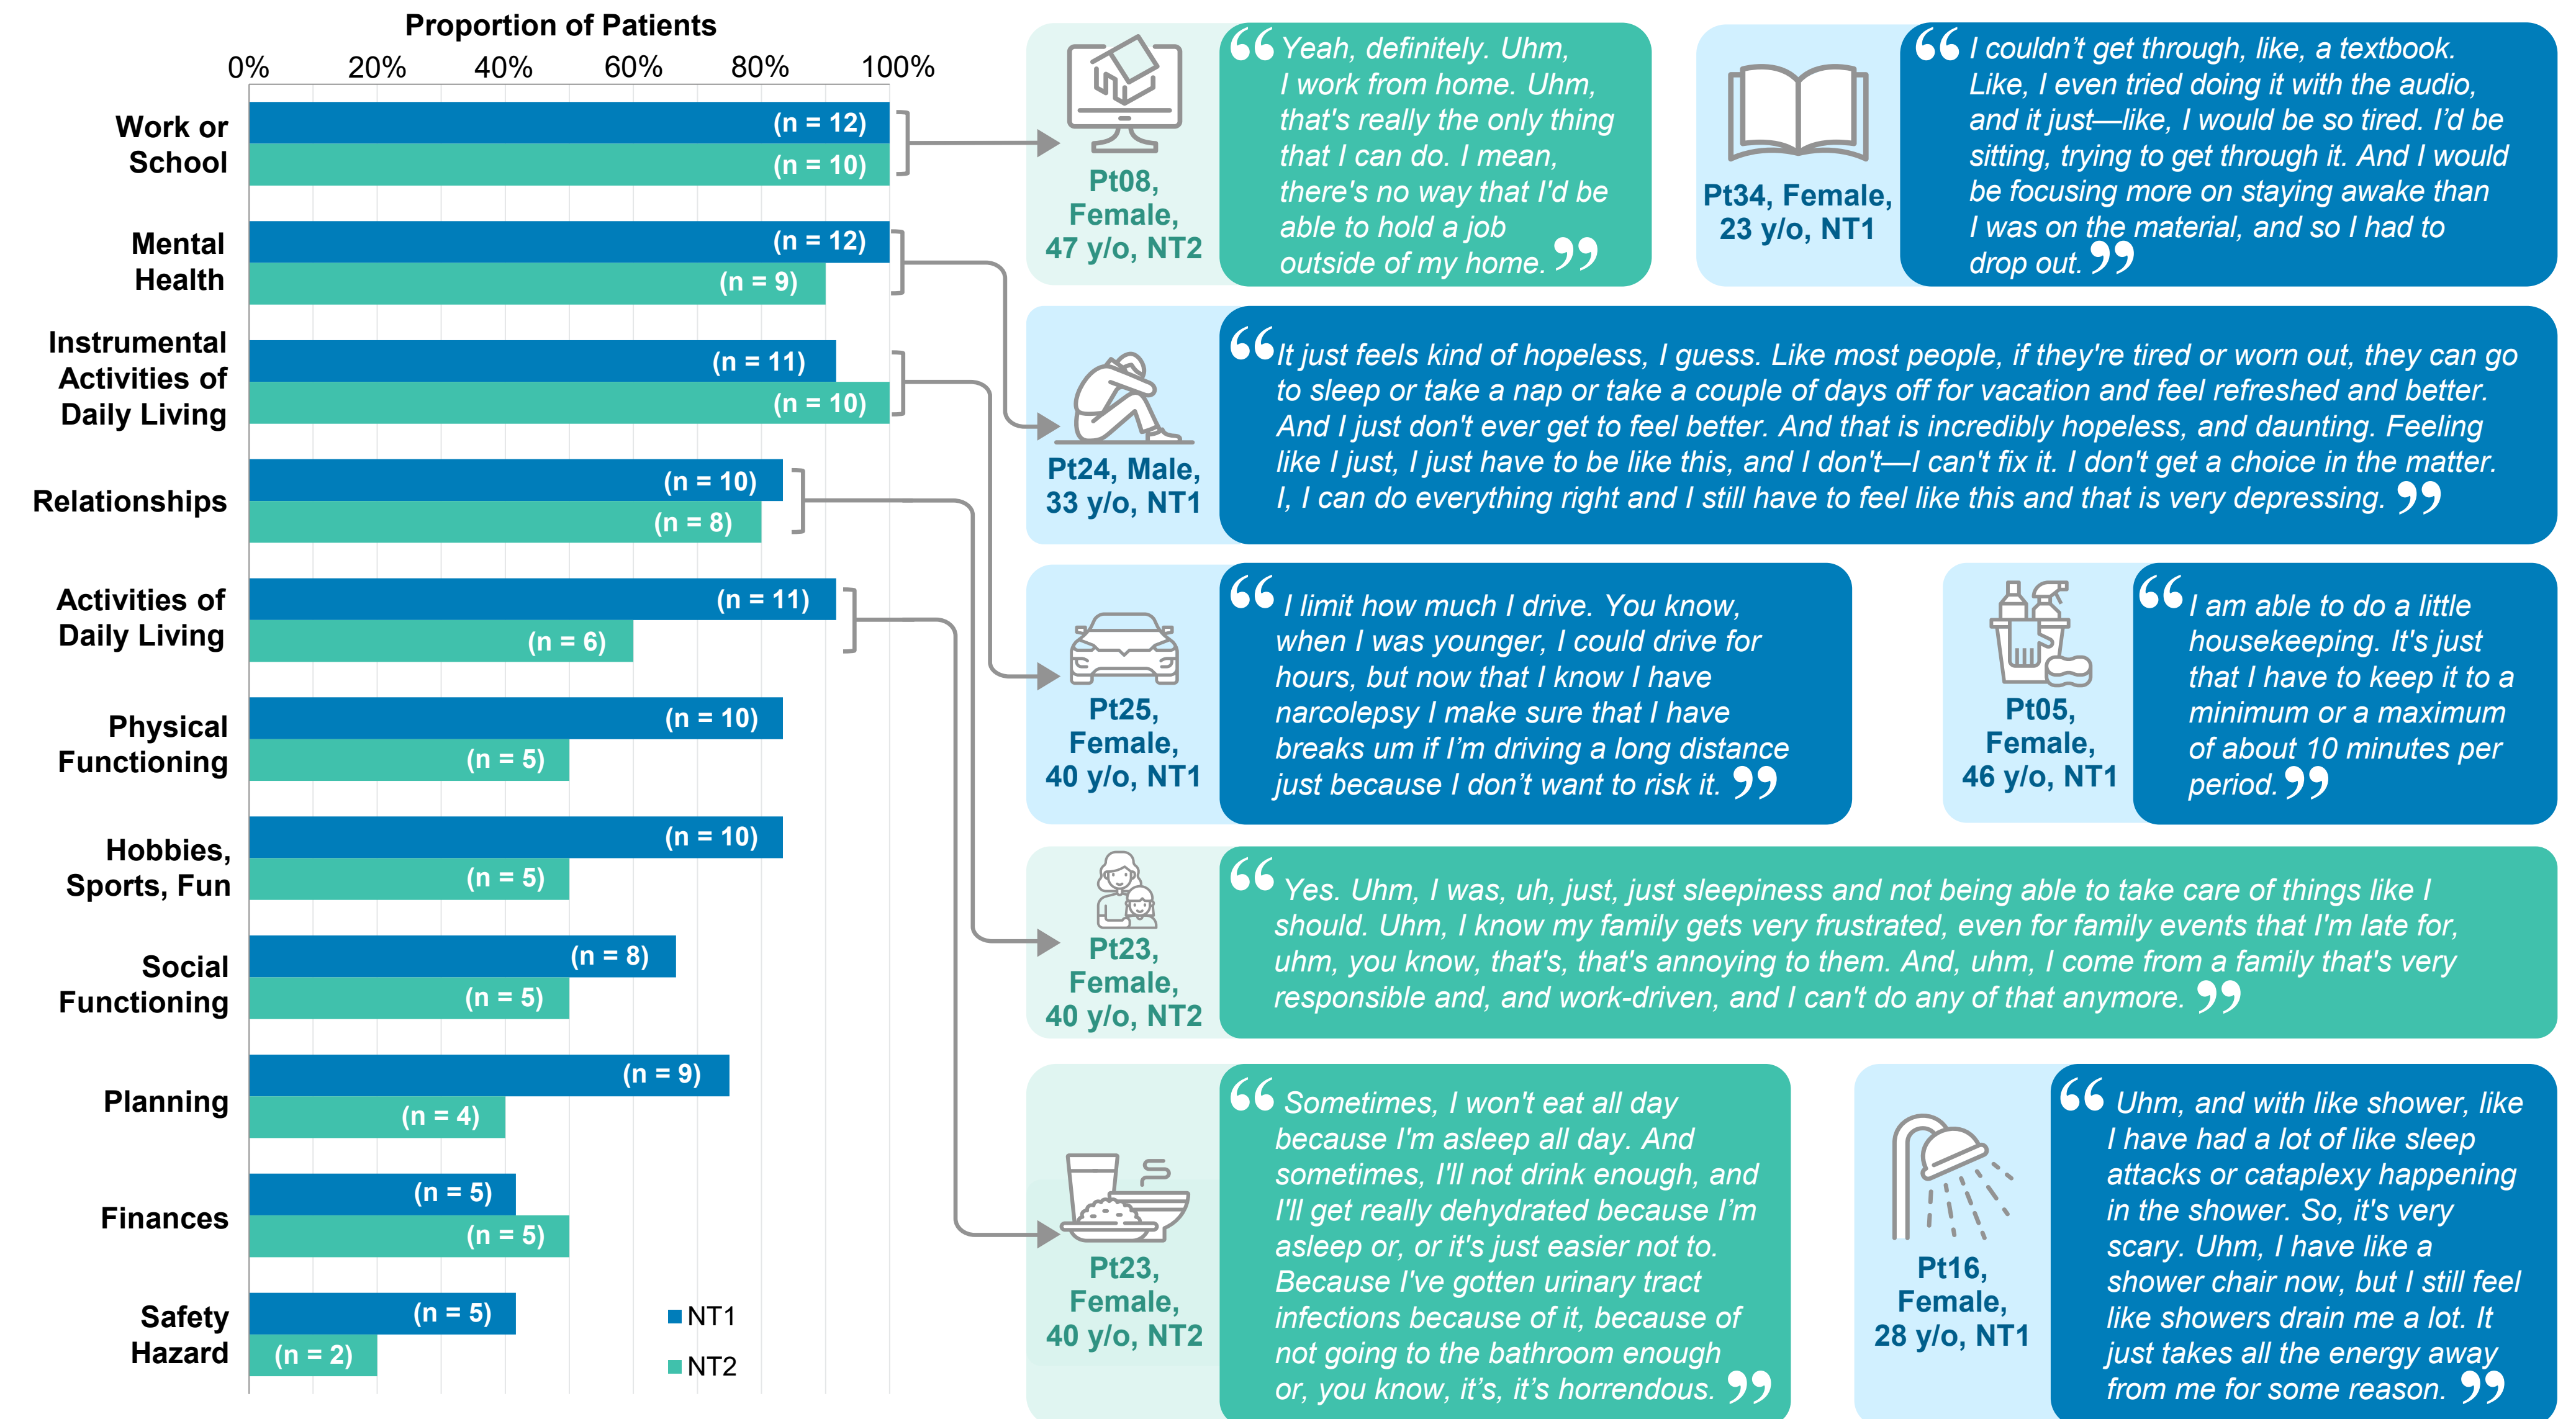 Proportion of Patients
0% 20% 40% 60% 80% 100%
Work or
School
(n = 12)
(n = 10)
Mental
Health
(n = 12)
(n = 9)
Instrumental
Activities of
Daily Living
(n = 11)
(n = 10)
Relationships
(n = 10)
(n = 8)
Activities of
Daily Living
(n = 11)
(n = 6)
Physical
Functioning
(n = 10)
(n = 5)
Hobbies,
Sports, Fun
(n = 10)
(n = 5)
Social
Functioning
(n = 8)
(n = 5)
Planning
(n = 9)
(n = 4)
Finances
(n = 5)
(n = 5)
Safety
Hazard
(n = 5)
(n = 2)
NT1
NT2
Pt08,
Female,
47 y/o, NT2
“Yeah, definitely. Uhm,
I work from home. Uhm,
that's really the only thing
that I can do. I mean,
there's no way that I'd be
able to hold a job
outside of my home.”
Pt34, Female,
23 y/o, NT1
“I couldn’t get through, like, a textbook.
Like, I even tried doing it with the audio,
and it just—like, I would be so tired. I’d be
sitting, trying to get through it. And I would
be focusing more on staying awake than
I was on the material, and so I had to
drop out.”
Pt24, Male,
33 y/o, NT1
“It just feels kind of hopeless, I guess. Like most people, if they're tired or worn out, they can go
to sleep or take a nap or take a couple of days off for vacation and feel refreshed and better.
And I just don't ever get to feel better. And that is incredibly hopeless, and daunting. Feeling
like I just, I just have to be like this, and I don't—I can't fix it. I don't get a choice in the matter.
I, I can do everything right and I still have to feel like this and that is very depressing.”
Pt25,
Female,
40 y/o, NT1
“I limit how much I drive. You know,
when I was younger, I could drive for
hours, but now that I know I have
narcolepsy I make sure that I have
breaks um if I’m driving a long distance
just because I don’t want to risk it.”
Pt05,
Female,
46 y/o, NT1
“I am able to do a little
housekeeping. It's just
that I have to keep it to a
minimum or a maximum
of about 10 minutes per
period.”
Pt23,
Female,
40 y/o, NT2
“Yes. Uhm, I was, uh, just, just sleepiness and not being able to take care of things like I
should. Uhm, I know my family gets very frustrated, even for family events that I'm late for,
uhm, you know, that's, that's annoying to them. And, uhm, I come from a family that's very
responsible and, and work-driven, and I can't do any of that anymore.”
Pt23,
Female,
40 y/o, NT2
“Sometimes, I won't eat all day
because I'm asleep all day. And
sometimes, I'll not drink enough, and
I'll get really dehydrated because I’m
asleep or, or it's just easier not to.
Because I've gotten urinary tract
infections because of it, because of
not going to the bathroom enough
or, you know, it’s, it’s horrendous.”
Pt16,
Female,
28 y/o, NT1
“Uhm, and with like shower, like
I have had a lot of like sleep
attacks or cataplexy happening
in the shower. So, it's very
scary. Uhm, I have like a
shower chair now, but I still feel
like showers drain me a lot. It
just takes all the energy away
from me for some reason.”